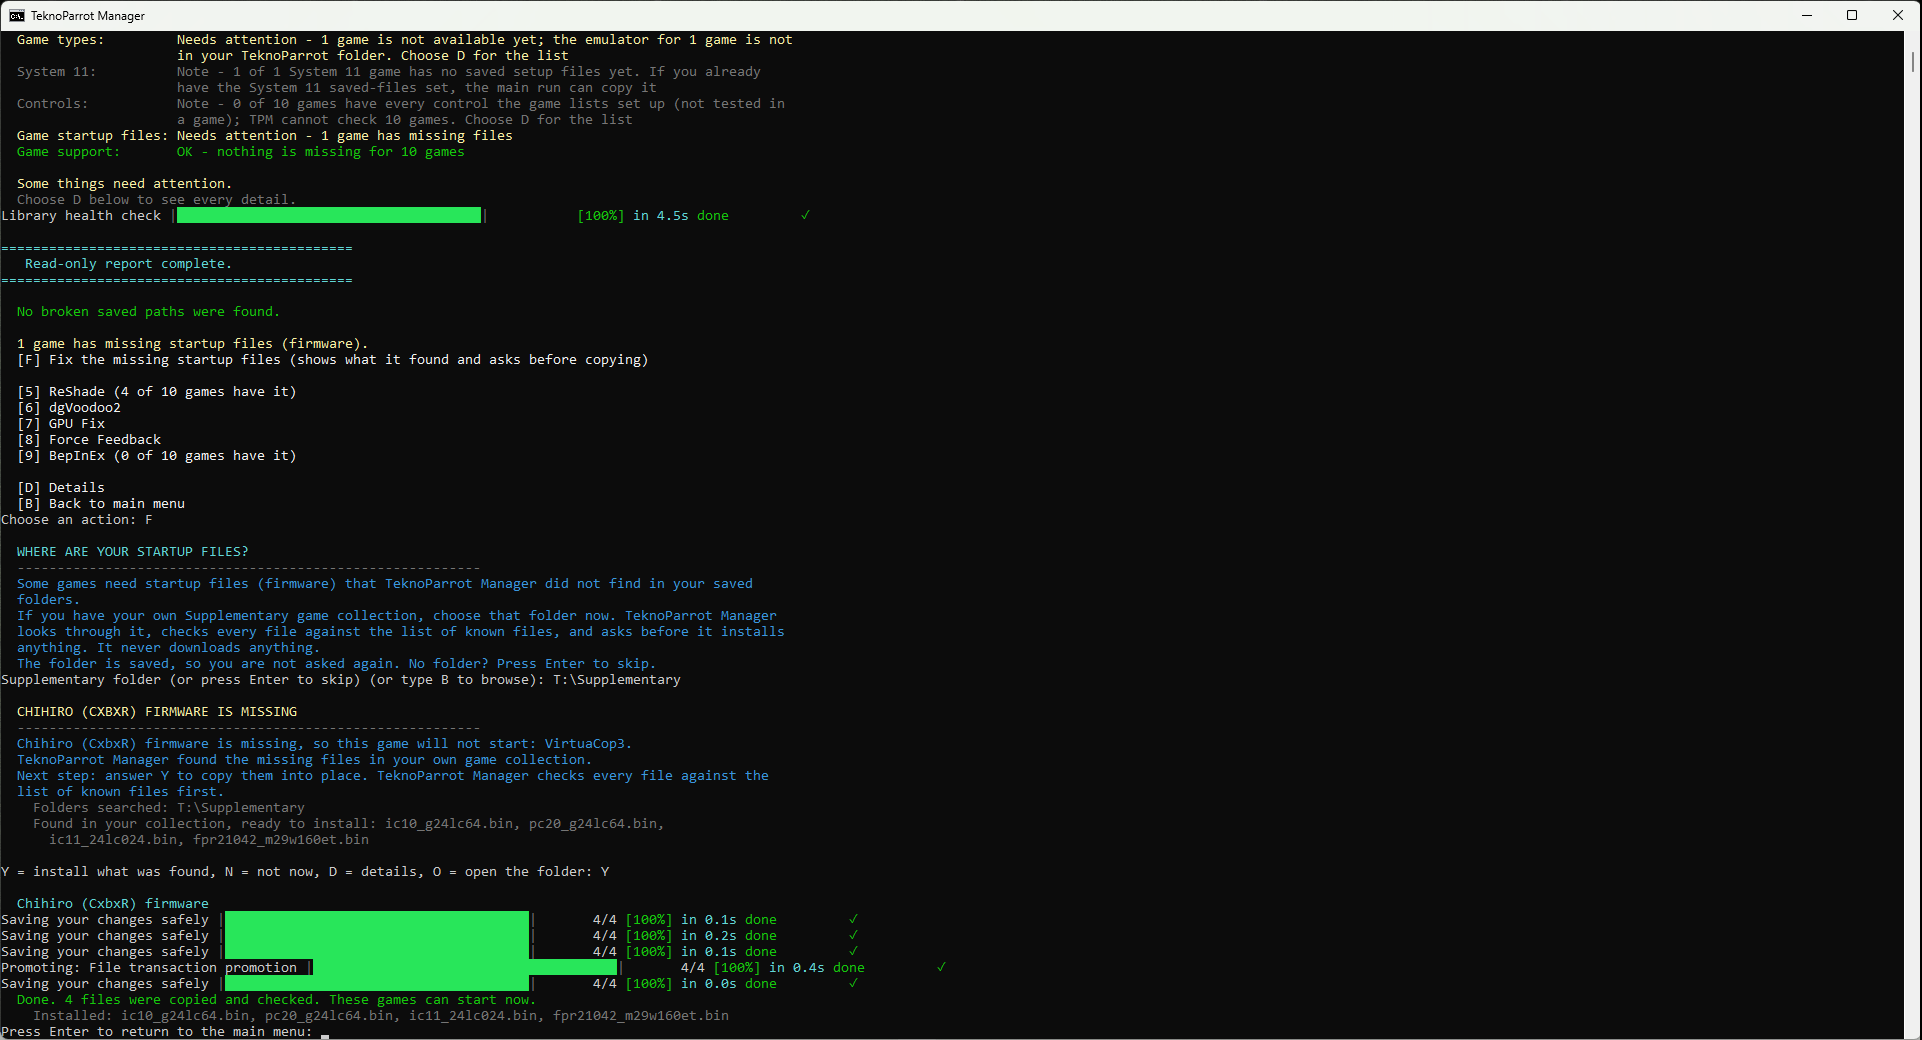 TeknoParrot Manager
Game types: Needs attention - 1 game is not available yet; the emulator for 1 game is not
in your TeknoParrot folder. Choose D for the list
System 11: Note - 1 of 1 System 11 game has no saved setup files yet. If you already
have the System 11 saved-files set, the main run can copy it
Controls: Note - 0 of 10 games have every control the game lists set up (not tested in
a game); TPM cannot check 10 games. Choose D for the list
Game startup files: Needs attention - 1 game has missing files
Game support: OK - nothing is missing for 10 games
Some things need attention.
Choose D below to see every detail.
Library health check | | [100%] in 4.5s done ✓
============================================
Read-only report complete.
============================================
No broken saved paths were found.
1 game has missing startup files (firmware).
[F] Fix the missing startup files (shows what it found and asks before copying)
[5] ReShade (4 of 10 games have it)
[6] dgVoodoo2
[7] GPU Fix
[8] Force Feedback
[9] BepInEx (0 of 10 games have it)
[D] Details
[B] Back to main menu
Choose an action: F
WHERE ARE YOUR STARTUP FILES?
----------------------------------------------------------
Some games need startup files (firmware) that TeknoParrot Manager did not find in your saved
folders.
If you have your own Supplementary game collection, choose that folder now. TeknoParrot Manager
looks through it, checks every file against the list of known files, and asks before it installs
anything. It never downloads anything.
The folder is saved, so you are not asked again. No folder? Press Enter to skip.
Supplementary folder (or press Enter to skip) (or type B to browse): T:\Supplementary
CHIHIRO (CXBXR) FIRMWARE IS MISSING
----------------------------------------------------------
Chihiro (CxbxR) firmware is missing, so this game will not start: VirtuaCop3.
TeknoParrot Manager found the missing files in your own game collection.
Next step: answer Y to copy them into place. TeknoParrot Manager checks every file against the
list of known files first.
Folders searched: T:\Supplementary
Found in your collection, ready to install: ic10_g24lc64.bin, pc20_g24lc64.bin,
ic11_24lc024.bin, fpr21042_m29w160et.bin
Y = install what was found, N = not now, D = details, O = open the folder: Y
Chihiro (CxbxR) firmware
Saving your changes safely | | 4/4 [100%] in 0.1s done ✓
Saving your changes safely | | 4/4 [100%] in 0.2s done ✓
Saving your changes safely | | 4/4 [100%] in 0.1s done ✓
Promoting: File transaction promotion | | 4/4 [100%] in 0.4s done ✓
Saving your changes safely | | 4/4 [100%] in 0.0s done ✓
Done. 4 files were copied and checked. These games can start now.
Installed: ic10_g24lc64.bin, pc20_g24lc64.bin, ic11_24lc024.bin, fpr21042_m29w160et.bin
Press Enter to return to the main menu: